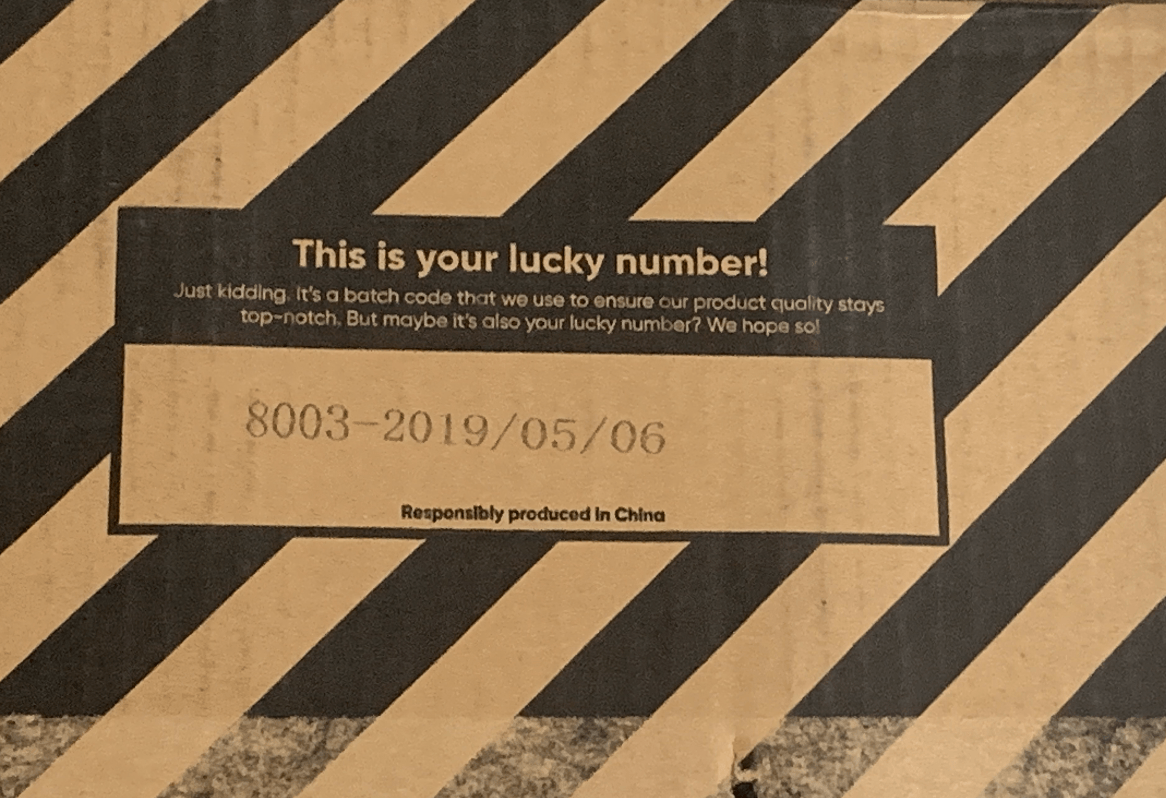 This is your lucky number!
Just kidding. It's a batch code that we use to ensure our product quality stays
top-notch. But maybe it's also your lucky number? We hope so!
8003-2019/05/06
Responsibly produced in China